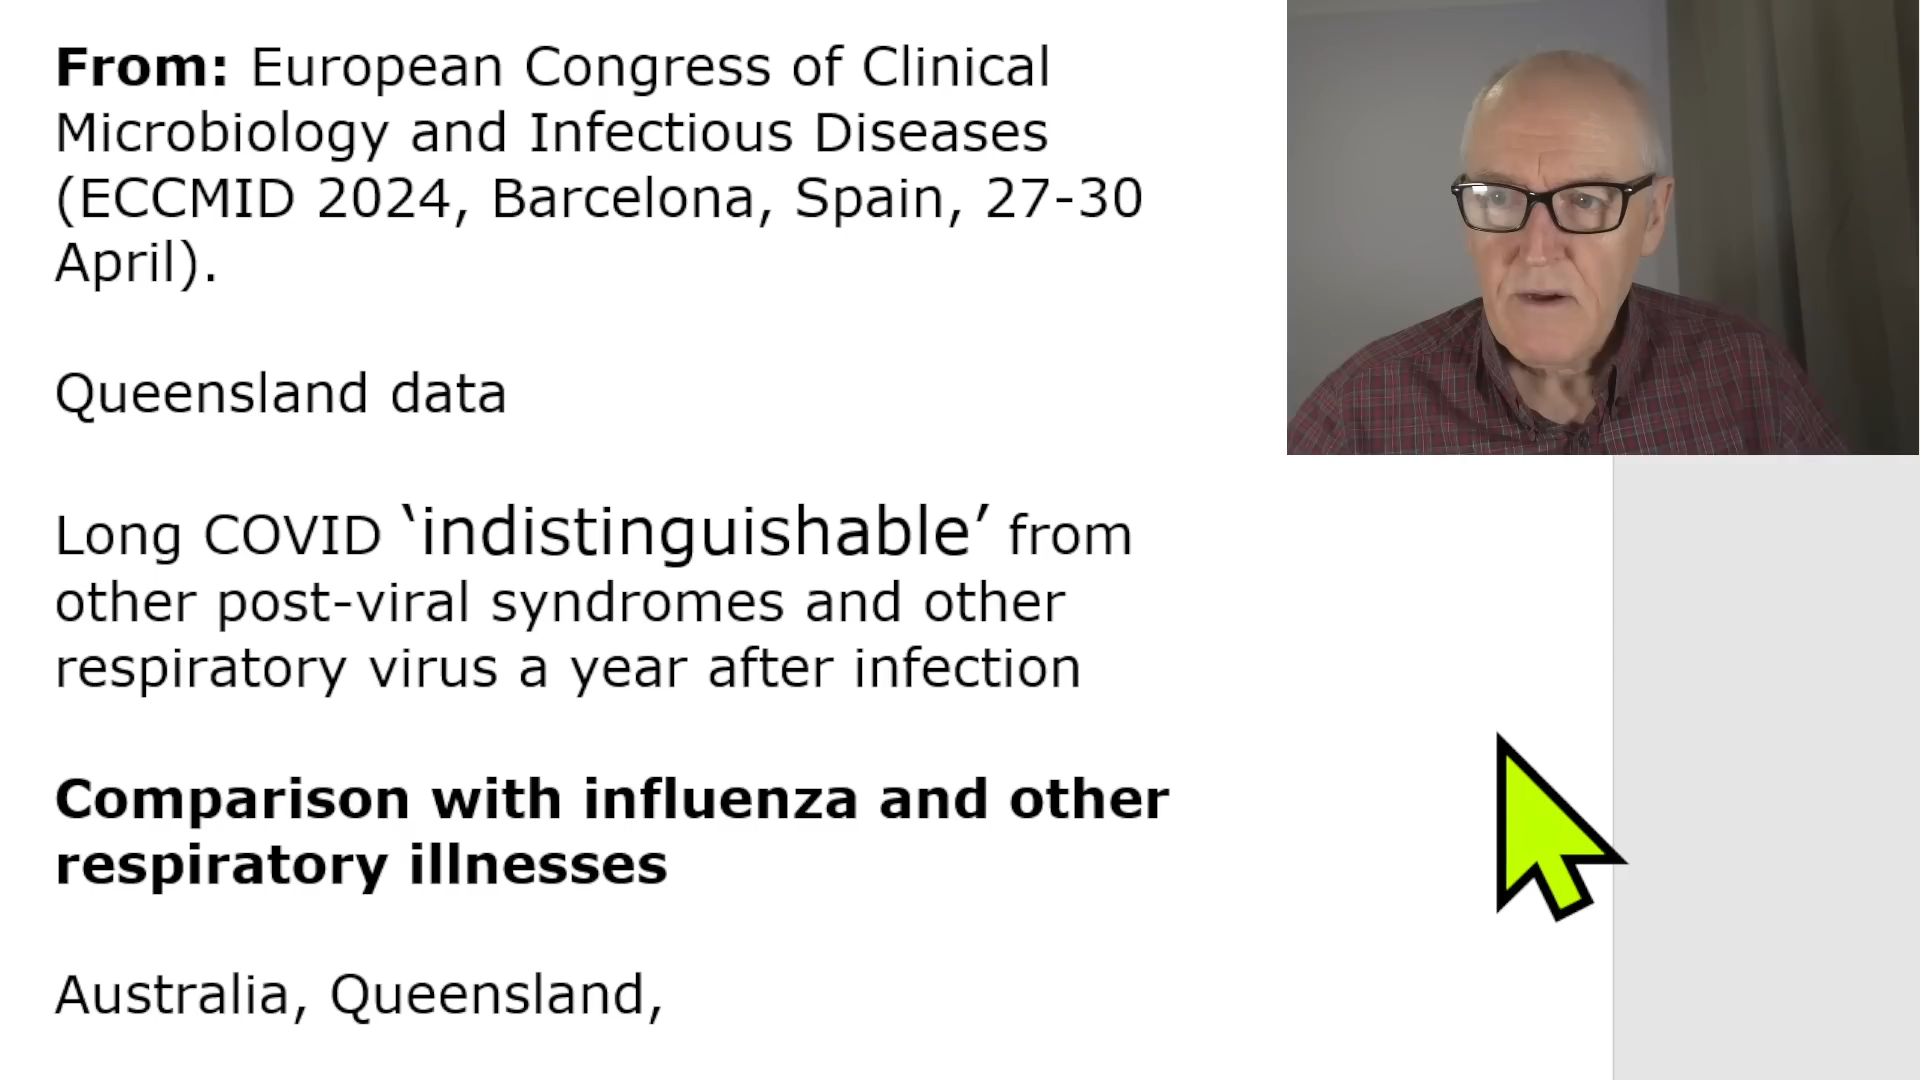 From: European Congress of Clinical
Microbiology and Infectious Diseases
(ECCMID 2024, Barcelona, Spain, 27-30
April).
Queensland data
Long COVID ‘indistinguishable’ from
other post-viral syndromes and other
respiratory virus a year after infection
Comparison with influenza and other
respiratory illnesses
Australia, Queensland,